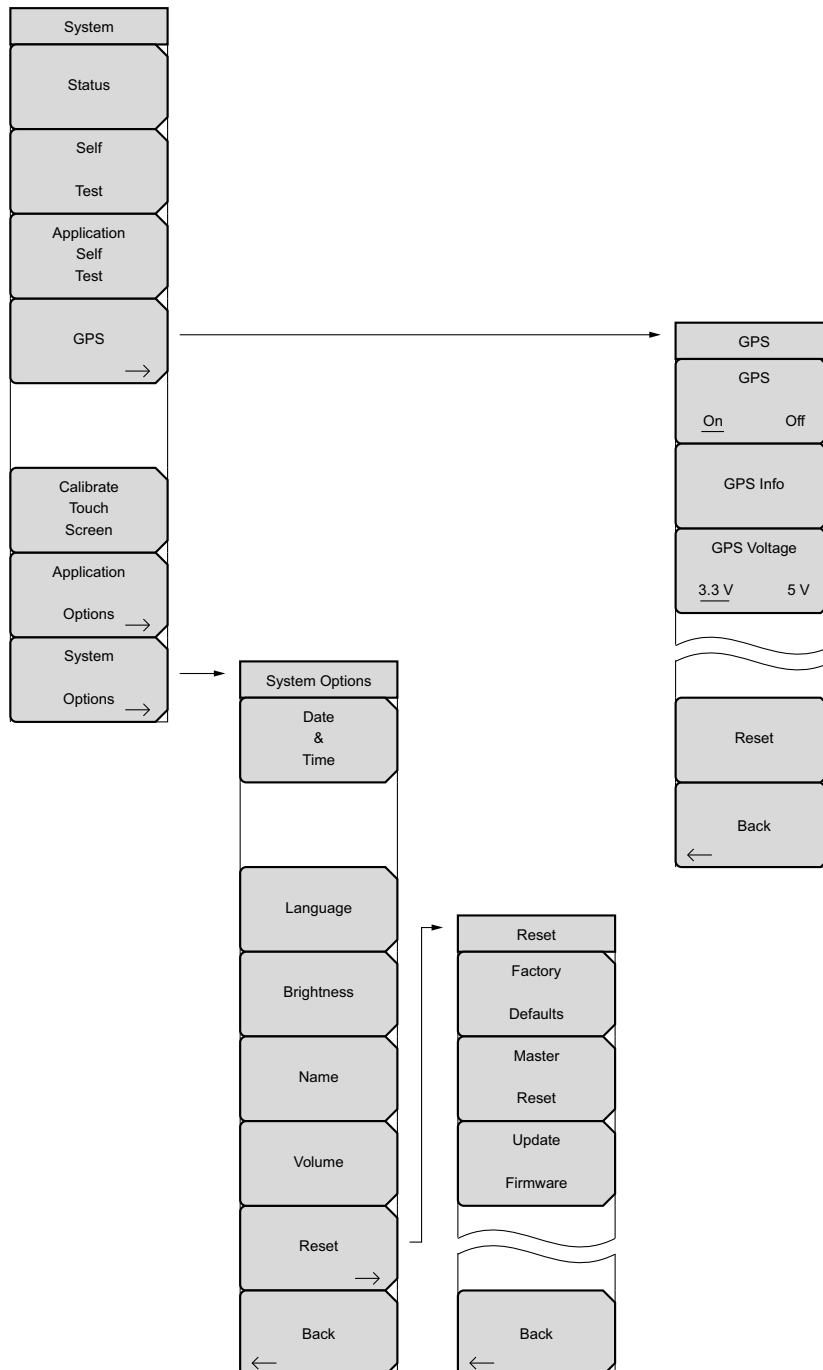 System
Status
Self
Test
Application
Self
Test
GPS
Calibrate
Touch
Screen
Application
Options
System
Options
GPS
GPS
On Off
GPS Info
GPS Voltage
3.3 V 5 V
Reset
Back
System Options
Date
&
Time
Language
Brightness
Name
Volume
Reset
Back
Reset
Factory
Defaults
Master
Reset
Update
Firmware
Back